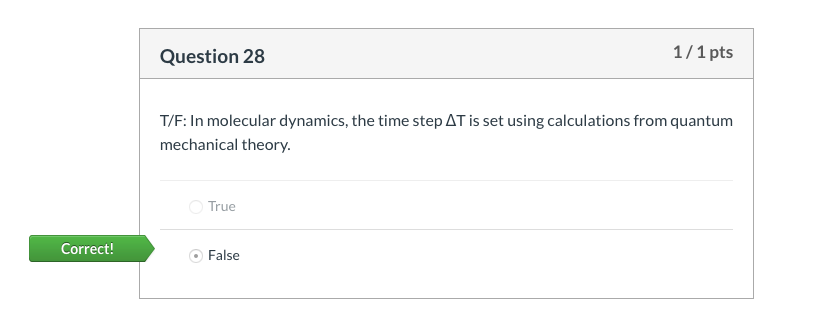 Question 28
1 / 1 pts
T/F: In molecular dynamics, the time step ΔT is set using calculations from quantum
mechanical theory.
True
Correct!
False